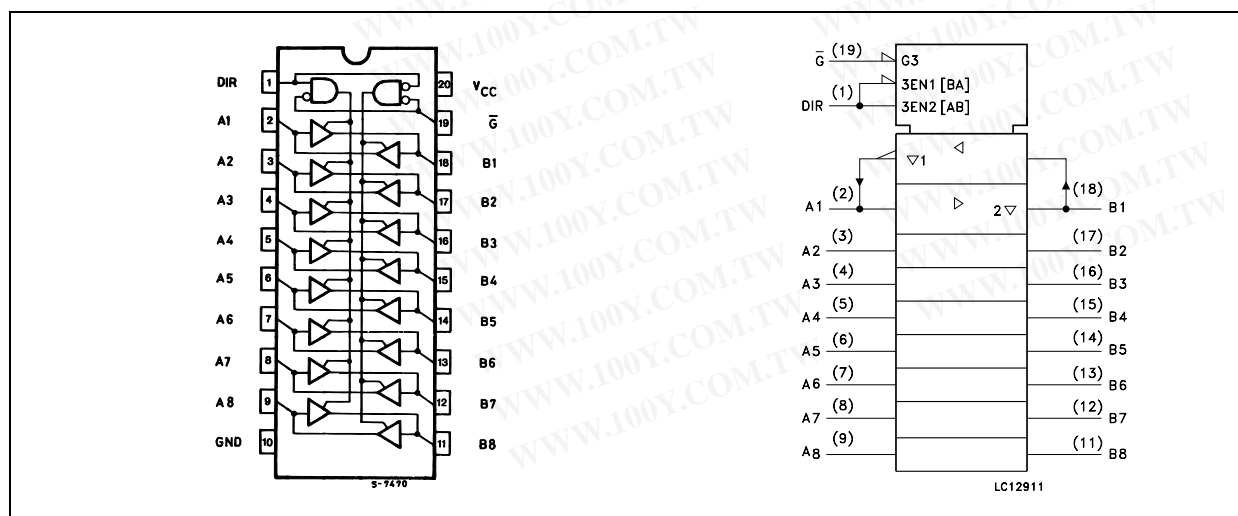 DIR 1 20 VCC
A1 2 19 G̅
A2 3 18 B1
A3 4 17 B2
A4 5 16 B3
A5 6 15 B4
A6 7 14 B5
A7 8 13 B6
A8 9 12 B7
GND 10 11 B8
S-7470
G̅ (19) G3
3EN1 [BA]
DIR (1) 3EN2 [AB]
▽1 ◁
A1 (2) ▷ 2▽ (18) B1
A2 (3) (17) B2
A3 (4) (16) B3
A4 (5) (15) B4
A5 (6) (14) B5
A6 (7) (13) B6
A7 (8) (12) B7
A8 (9) (11) B8
LC12911
WWW.100Y.COM.TW